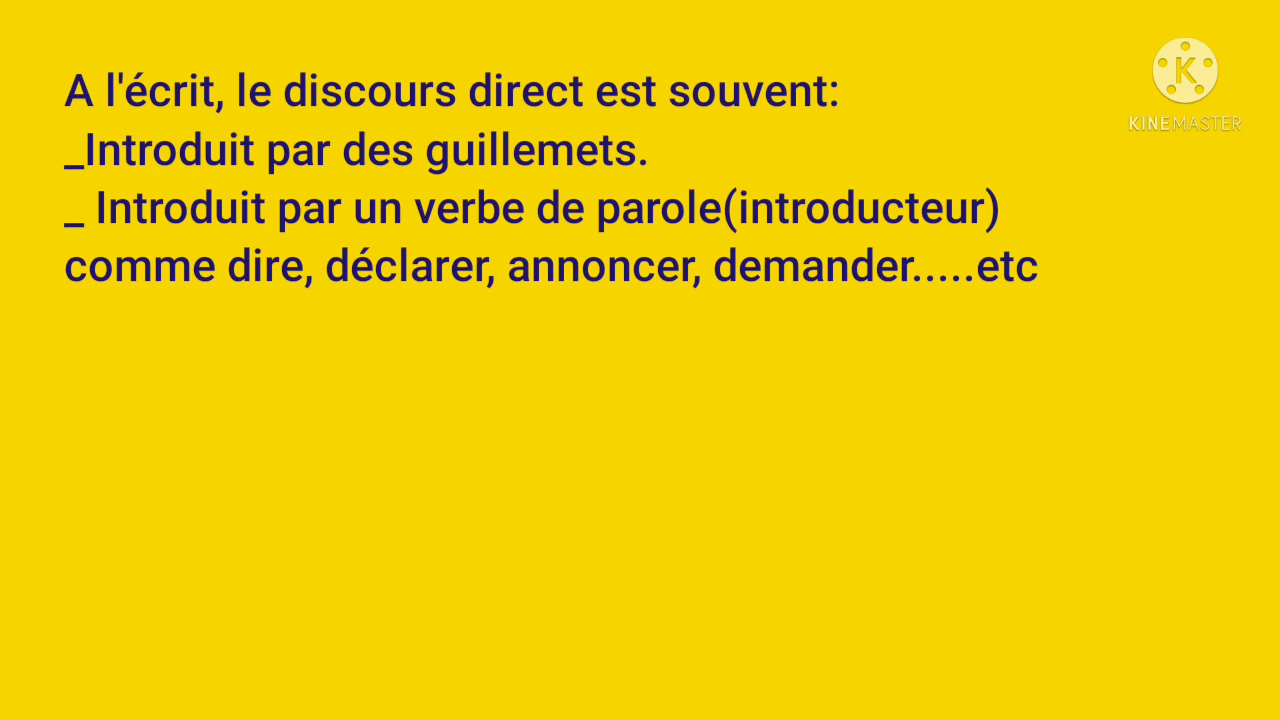 A l'écrit, le discours direct est souvent:
_Introduit par des guillemets.
_ Introduit par un verbe de parole(introducteur)
comme dire, déclarer, annoncer, demander.....etc
K
KINEMASTER